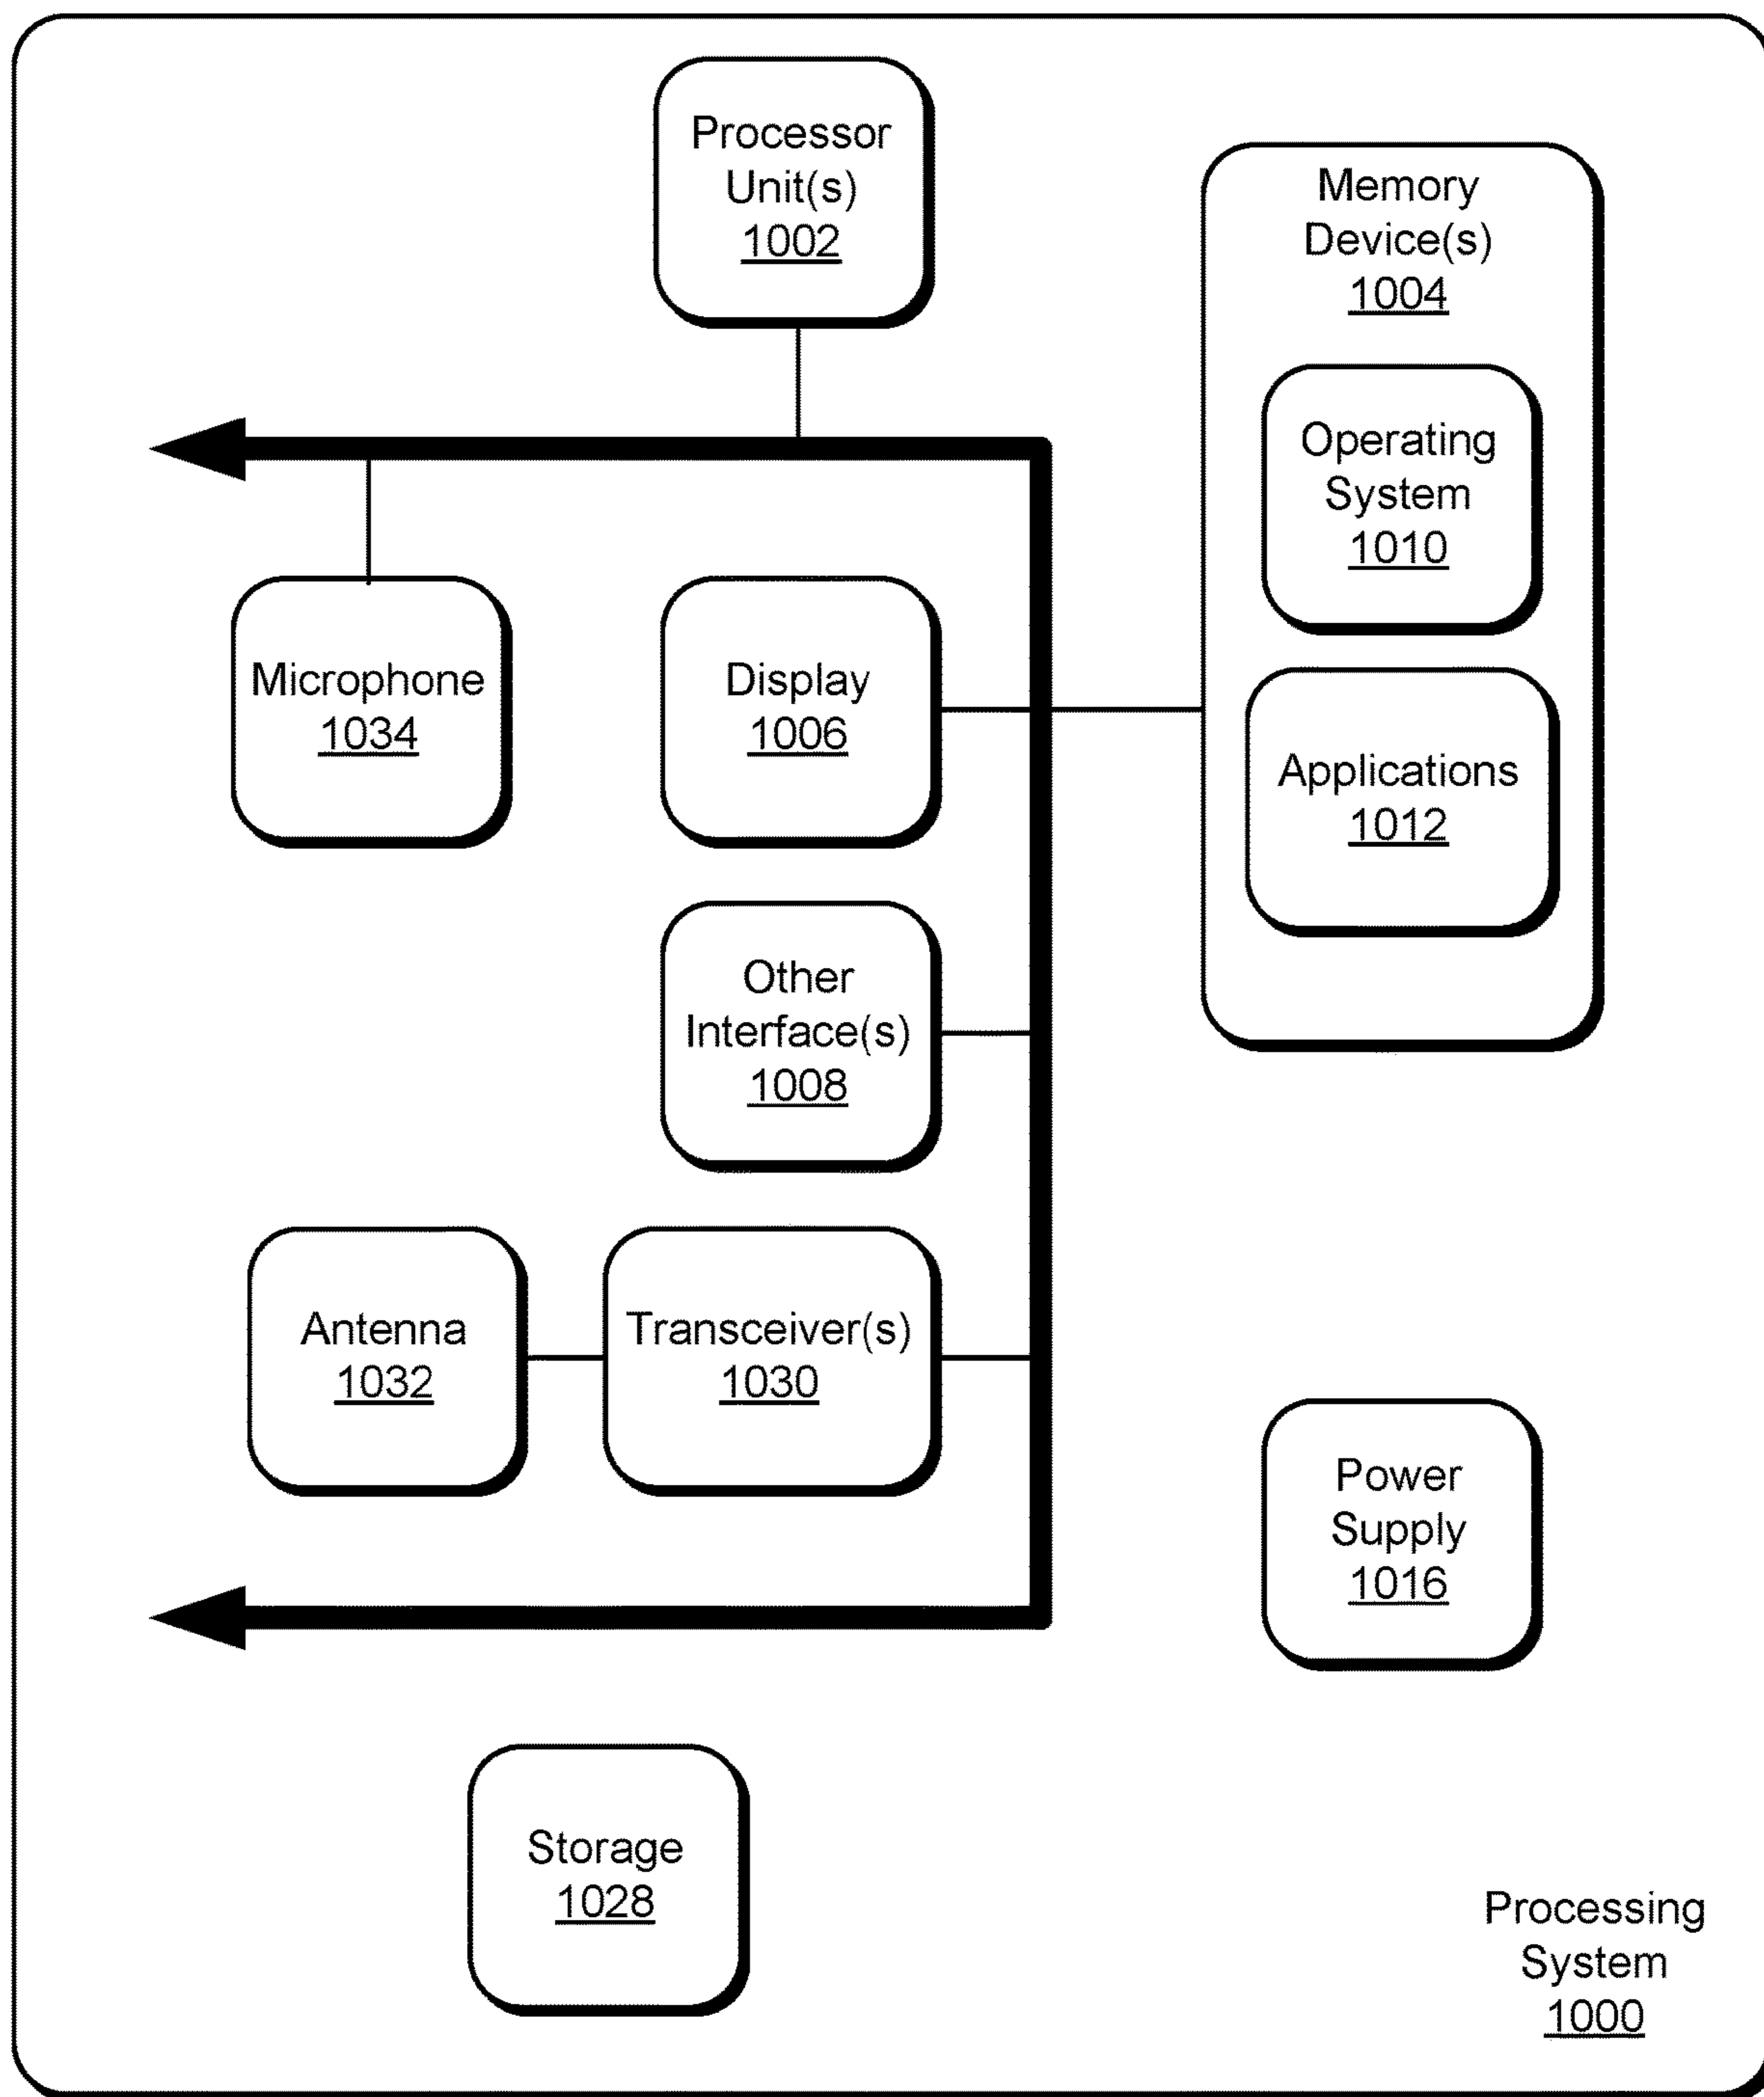 Processor
Unit(s)
1002
Memory
Device(s)
1004
Operating
System
1010
Microphone
1034
Display
1006
Applications
1012
Other
Interface(s)
1008
Antenna
1032
Transceiver(s)
1030
Power
Supply
1016
Storage
1028
Processing
System
1000